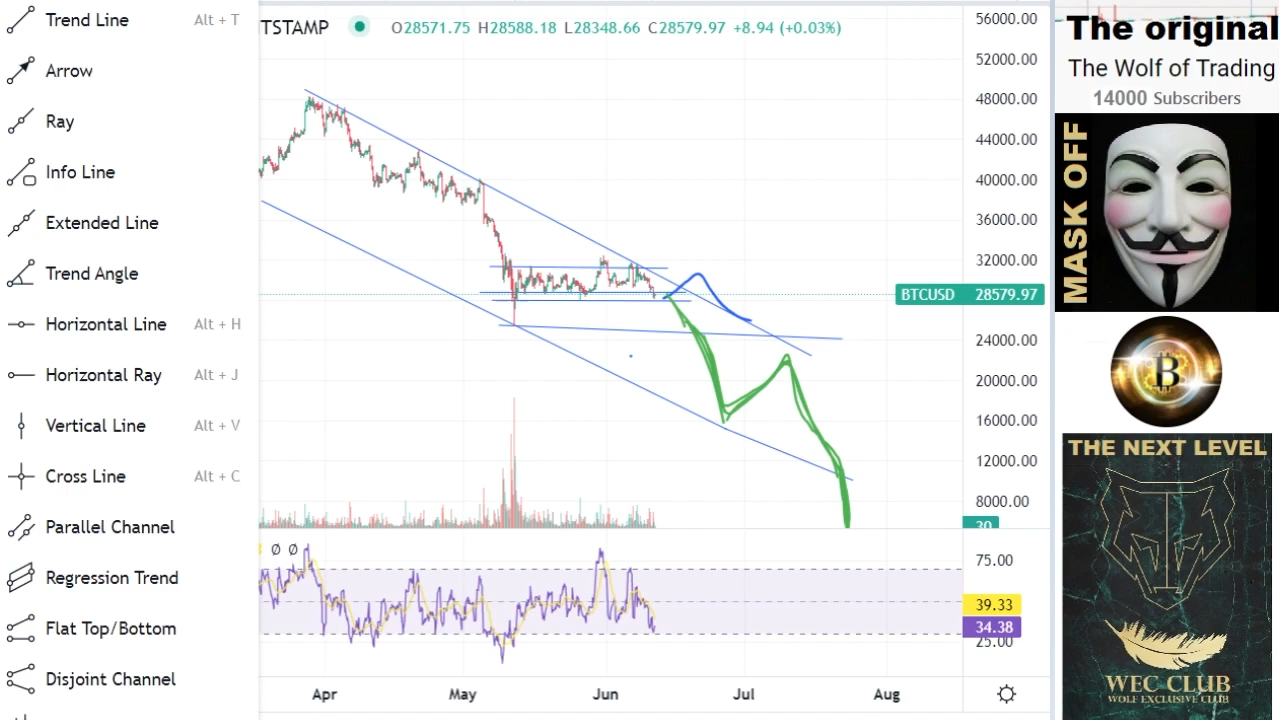 Trend Line Alt + T
Arrow
Ray
Info Line
Extended Line
Trend Angle
Horizontal Line Alt + H
Horizontal Ray Alt + J
Vertical Line Alt + V
Cross Line Alt + C
Parallel Channel
Regression Trend
Flat Top/Bottom
Disjoint Channel
TSTAMP O28571.75 H28588.18 L28348.66 C28579.97 +8.94 (+0.03%)
56000.00
52000.00
48000.00
44000.00
40000.00
36000.00
32000.00
BTCUSD 28579.97
24000.00
20000.00
16000.00
12000.00
8000.00
20
Ø Ø
75.00
39.33
34.38
25.00
Apr May Jun Jul Aug
The original
The Wolf of Trading
14000 Subscribers
MASK OFF
B
THE NEXT LEVEL
WEC CLUB
WOLF EXCLUSIVE CLUB